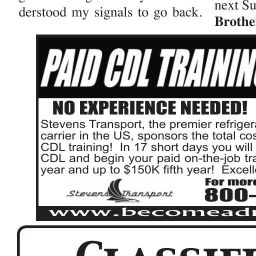 derstood my signals to go back.
next Su
Brothe
PAID CDL TRAININ
NO EXPERIENCE NEEDED!
Stevens Transport, the premier refriger
carrier in the US, sponsors the total cos
CDL training! In 17 short days you will
CDL and begin your paid on-the-job tra
year and up to $150K fifth year! Excelle
For more
Stevens Transport
800-
www.becomeadr
CLASSIFI